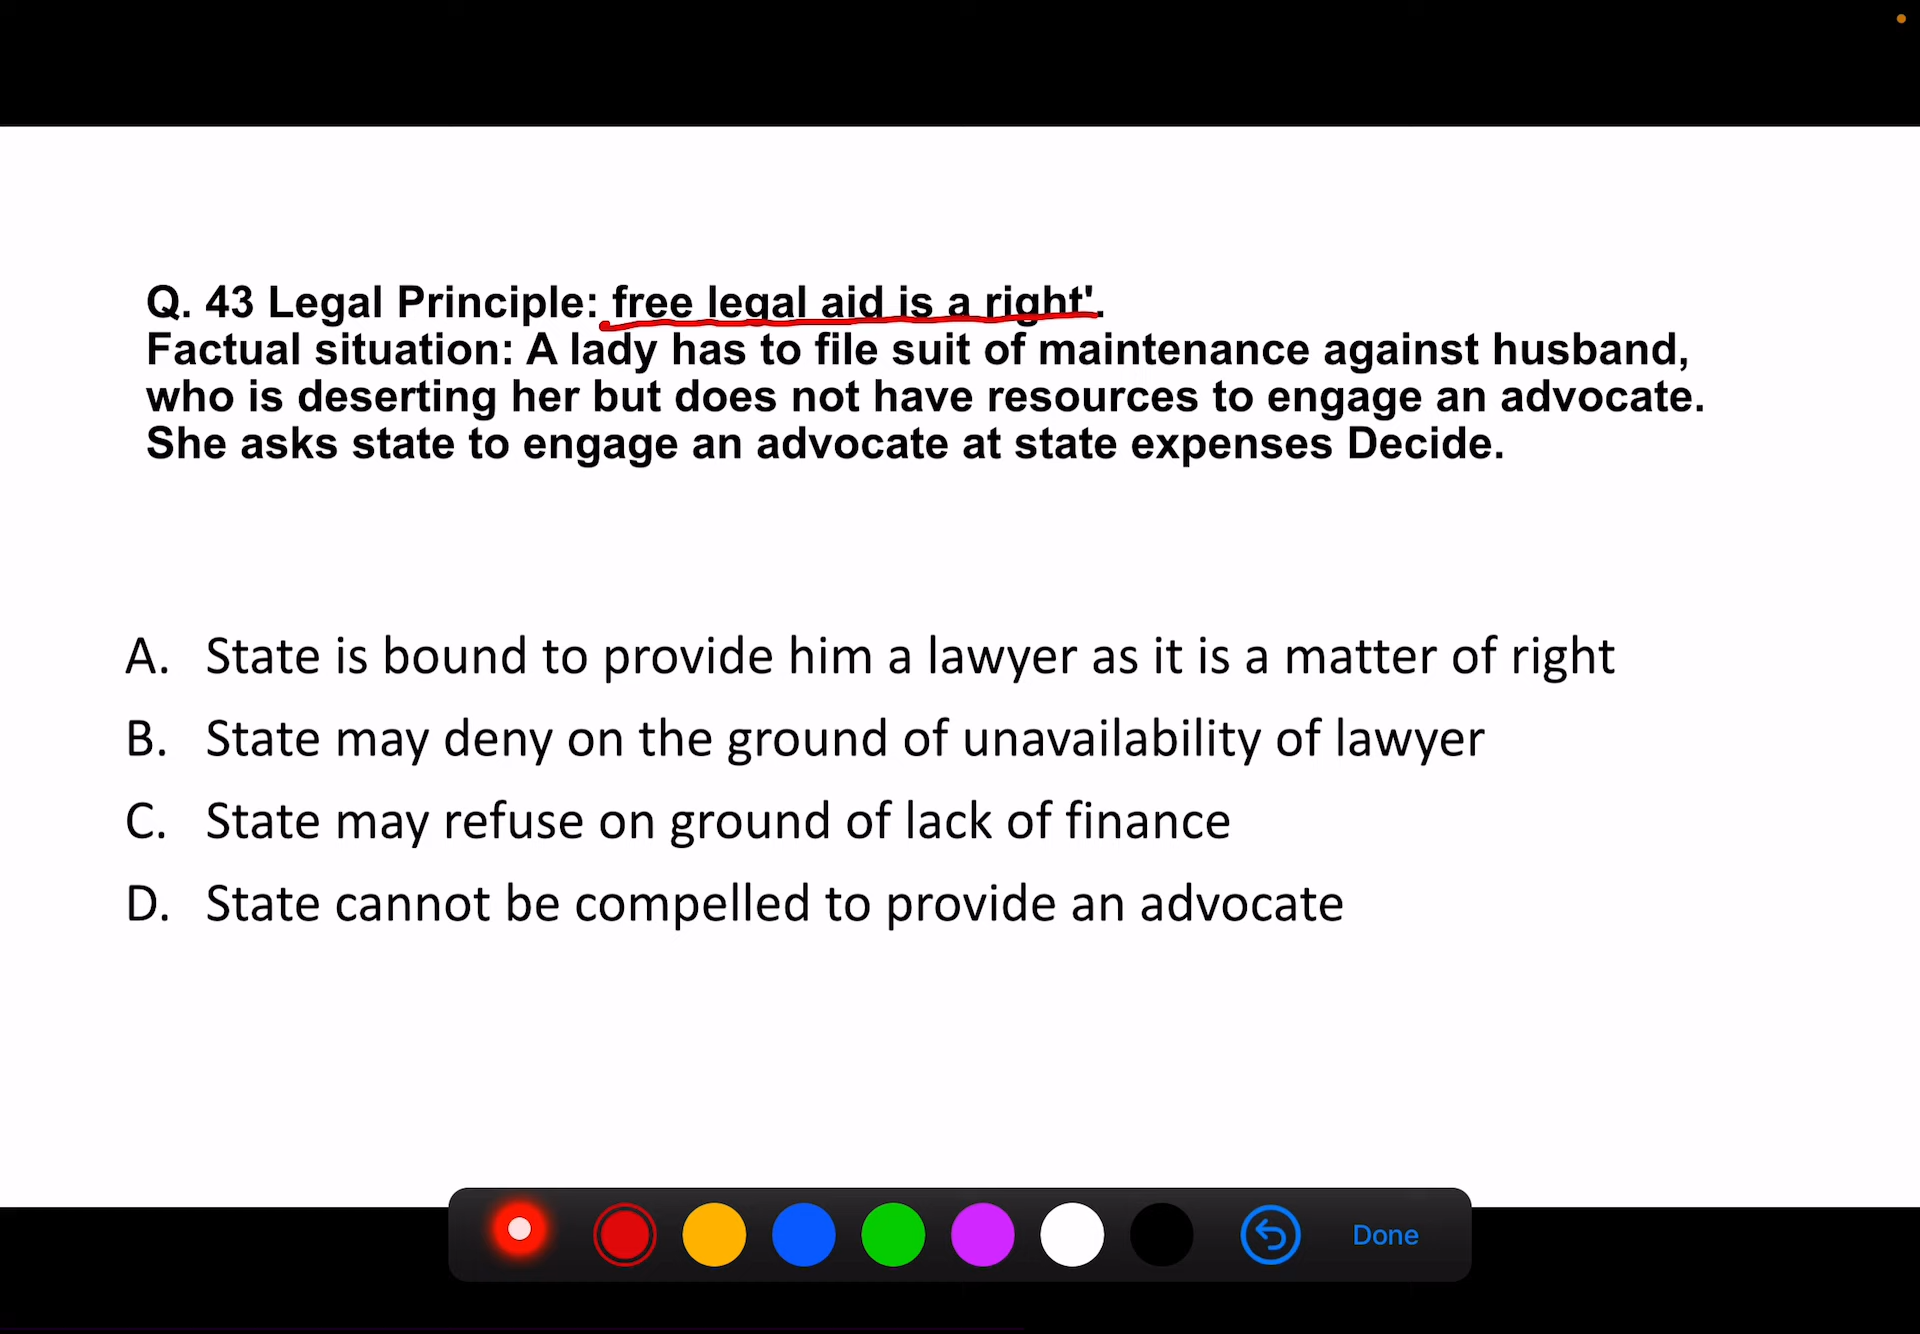 Q. 43 Legal Principle: free legal aid is a right'.
Factual situation: A lady has to file suit of maintenance against husband,
who is deserting her but does not have resources to engage an advocate.
She asks state to engage an advocate at state expenses Decide.
A. State is bound to provide him a lawyer as it is a matter of right
B. State may deny on the ground of unavailability of lawyer
C. State may refuse on ground of lack of finance
D. State cannot be compelled to provide an advocate
Done